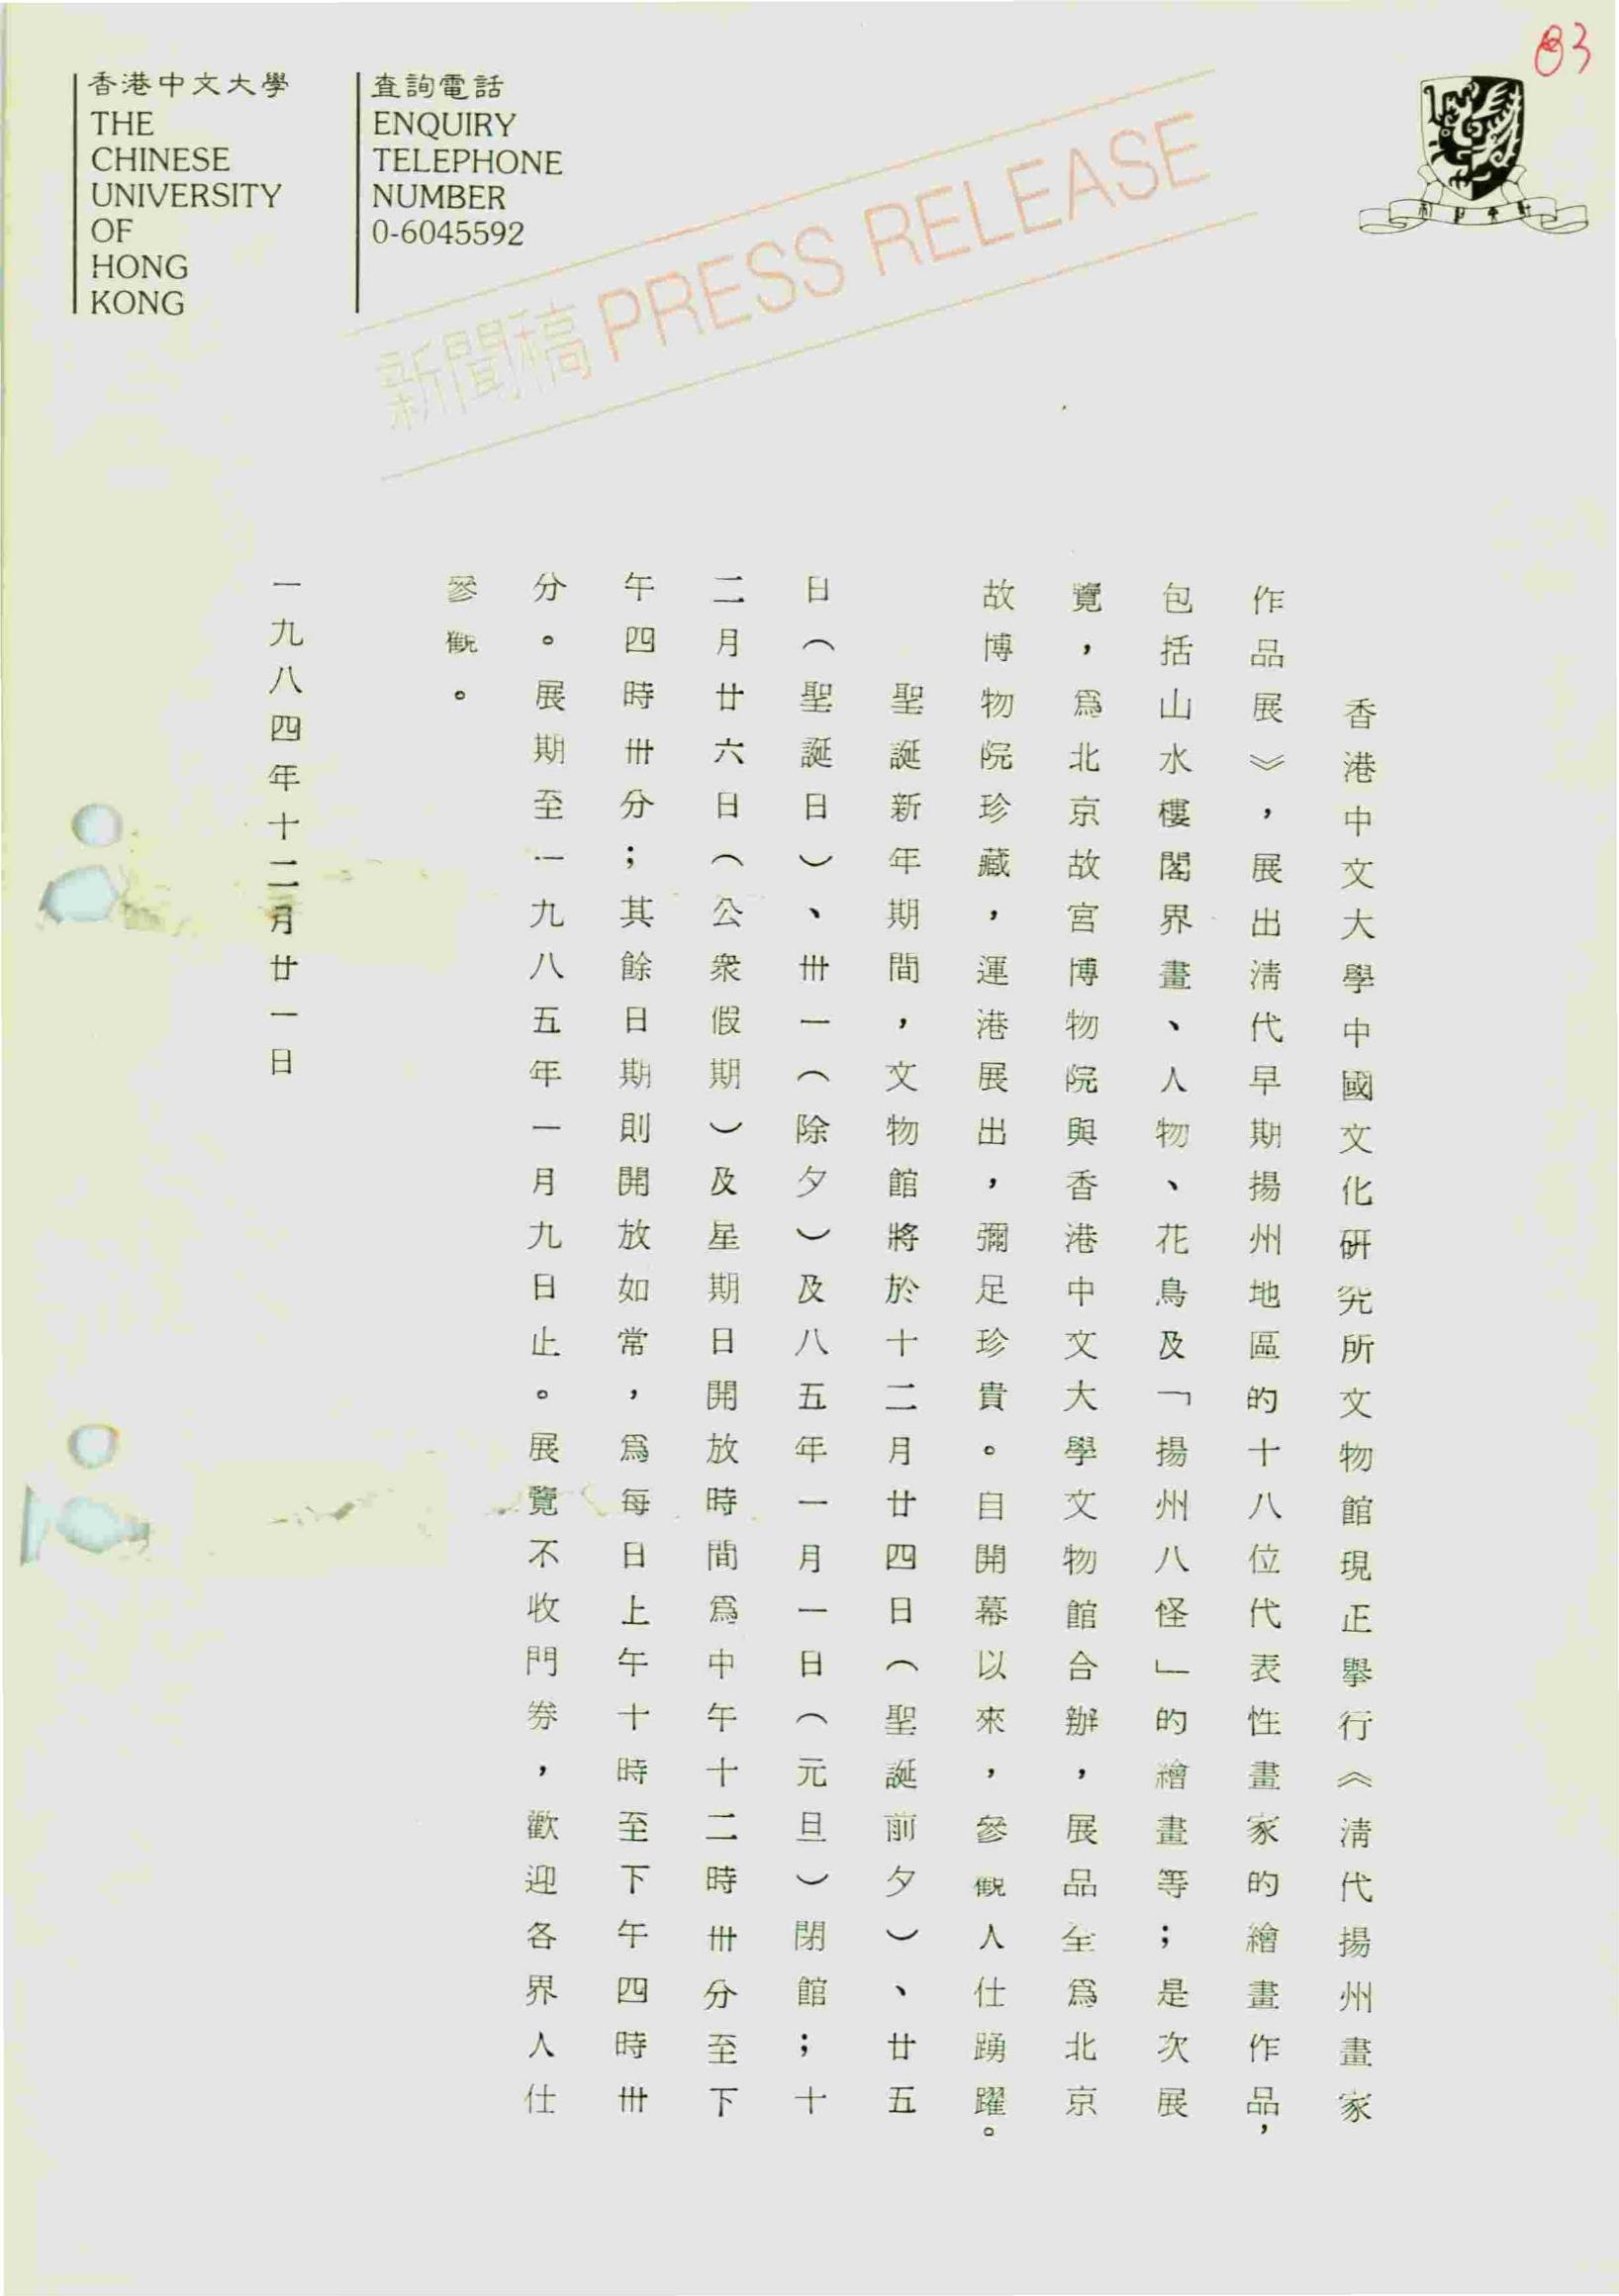 83
香港中文大學
THE
CHINESE
UNIVERSITY
OF
HONG
KONG
查詢電話
ENQUIRY
TELEPHONE
NUMBER
0-6045592
新聞稿 PRESS RELEASE
香港中文大學中國文化研究所文物館現正舉行《清代揚州畫家
作品展》，展出清代早期揚州地區的十八位代表性畫家的繪畫作品，
包括山水樓閣界畫、人物、花鳥及「揚州八怪」的繪畫等；是次展
覽，爲北京故宮博物院與香港中文大學文物館合辦，展品全爲北京
故博物院珍藏，運港展出，彌足珍貴。自開幕以來，參觀人仕踴躍。
聖誕新年期間，文物館將於十二月廿四日（聖誕前夕）、廿五
日（聖誕日）、卅一（除夕）及八五年一月一日（元旦）閉館；十
二月廿六日（公衆假期）及星期日開放時間爲中午十二時卅分至下
午四時卅分；其餘日期則開放如常，爲每日上午十時至下午四時卅
分。展期至一九八五年一月九日止。展覽不收門券，歡迎各界人仕
參觀。
一九八四年十二月廿一日